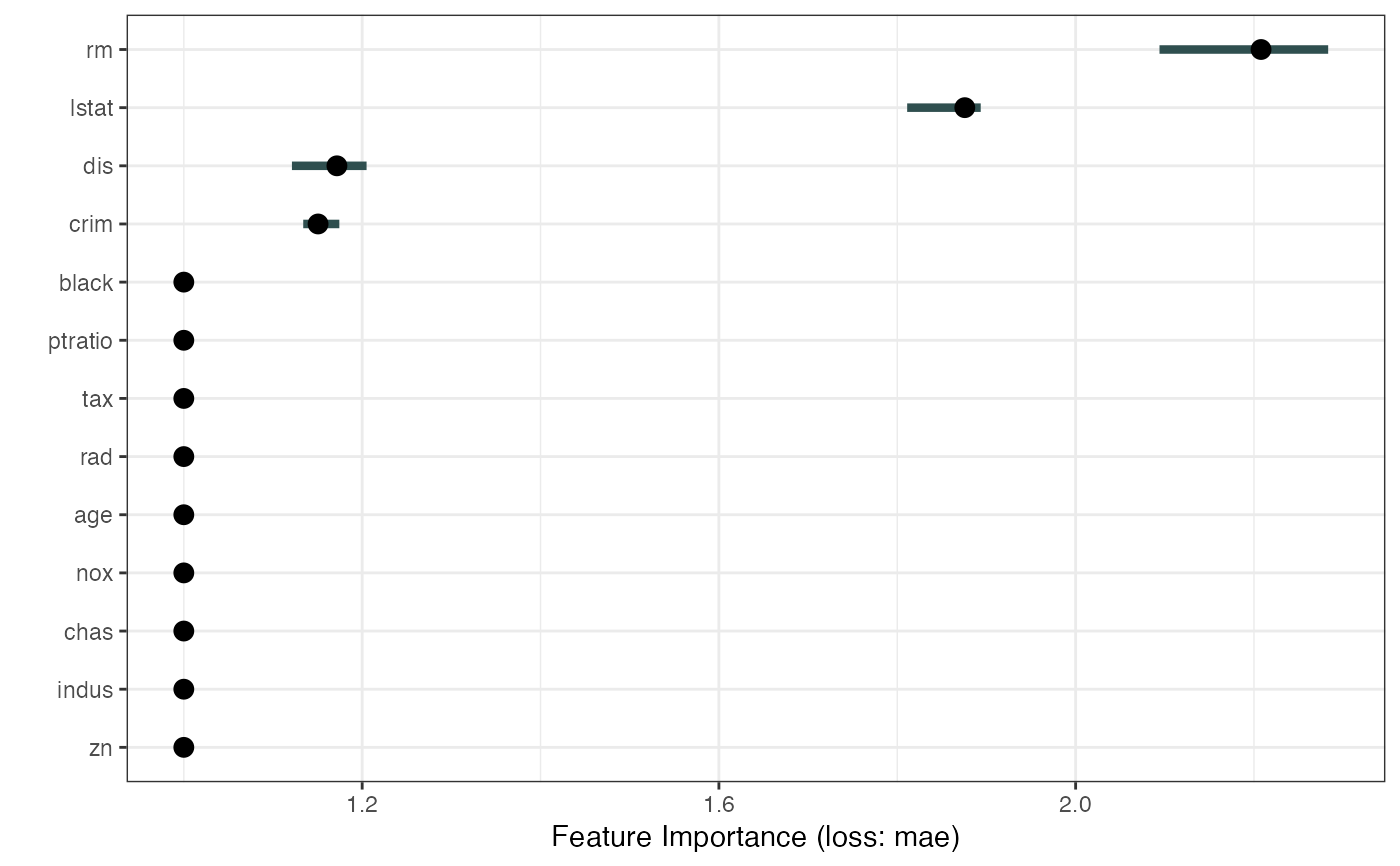 rm
lstat
dis
crim
black
ptratio
tax
rad
age
nox
chas
indus
zn
1.2 1.6 2.0
Feature Importance (loss: mae)